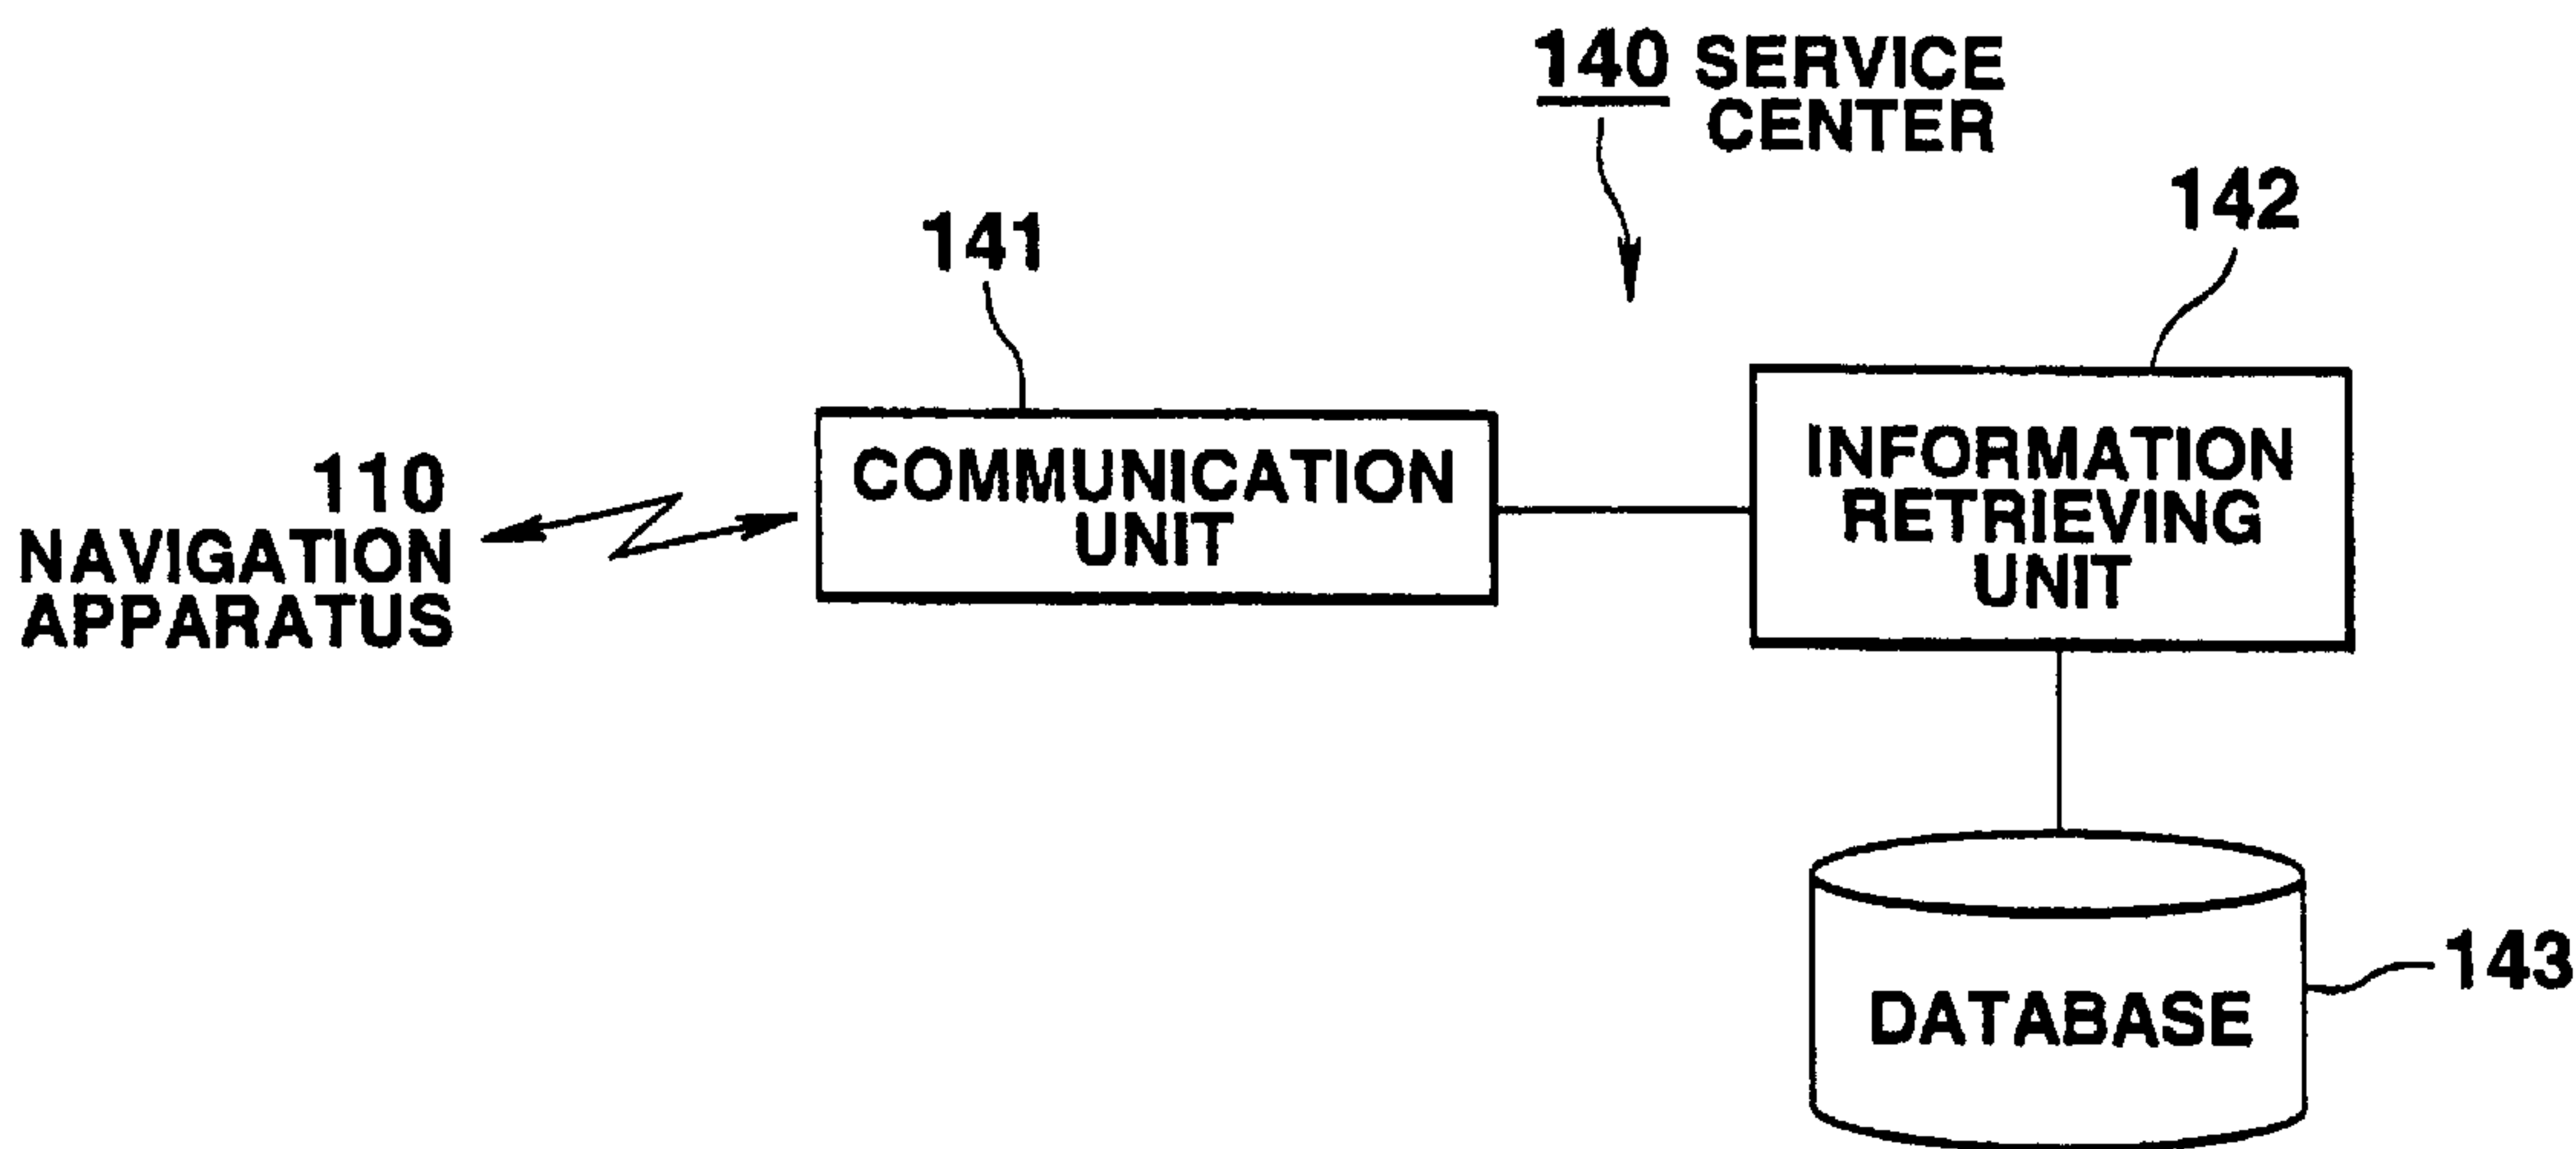 140 SERVICE
CENTER
142
141
110
NAVIGATION
APPARATUS
COMMUNICATION
UNIT
INFORMATION
RETRIEVING
UNIT
143
DATABASE